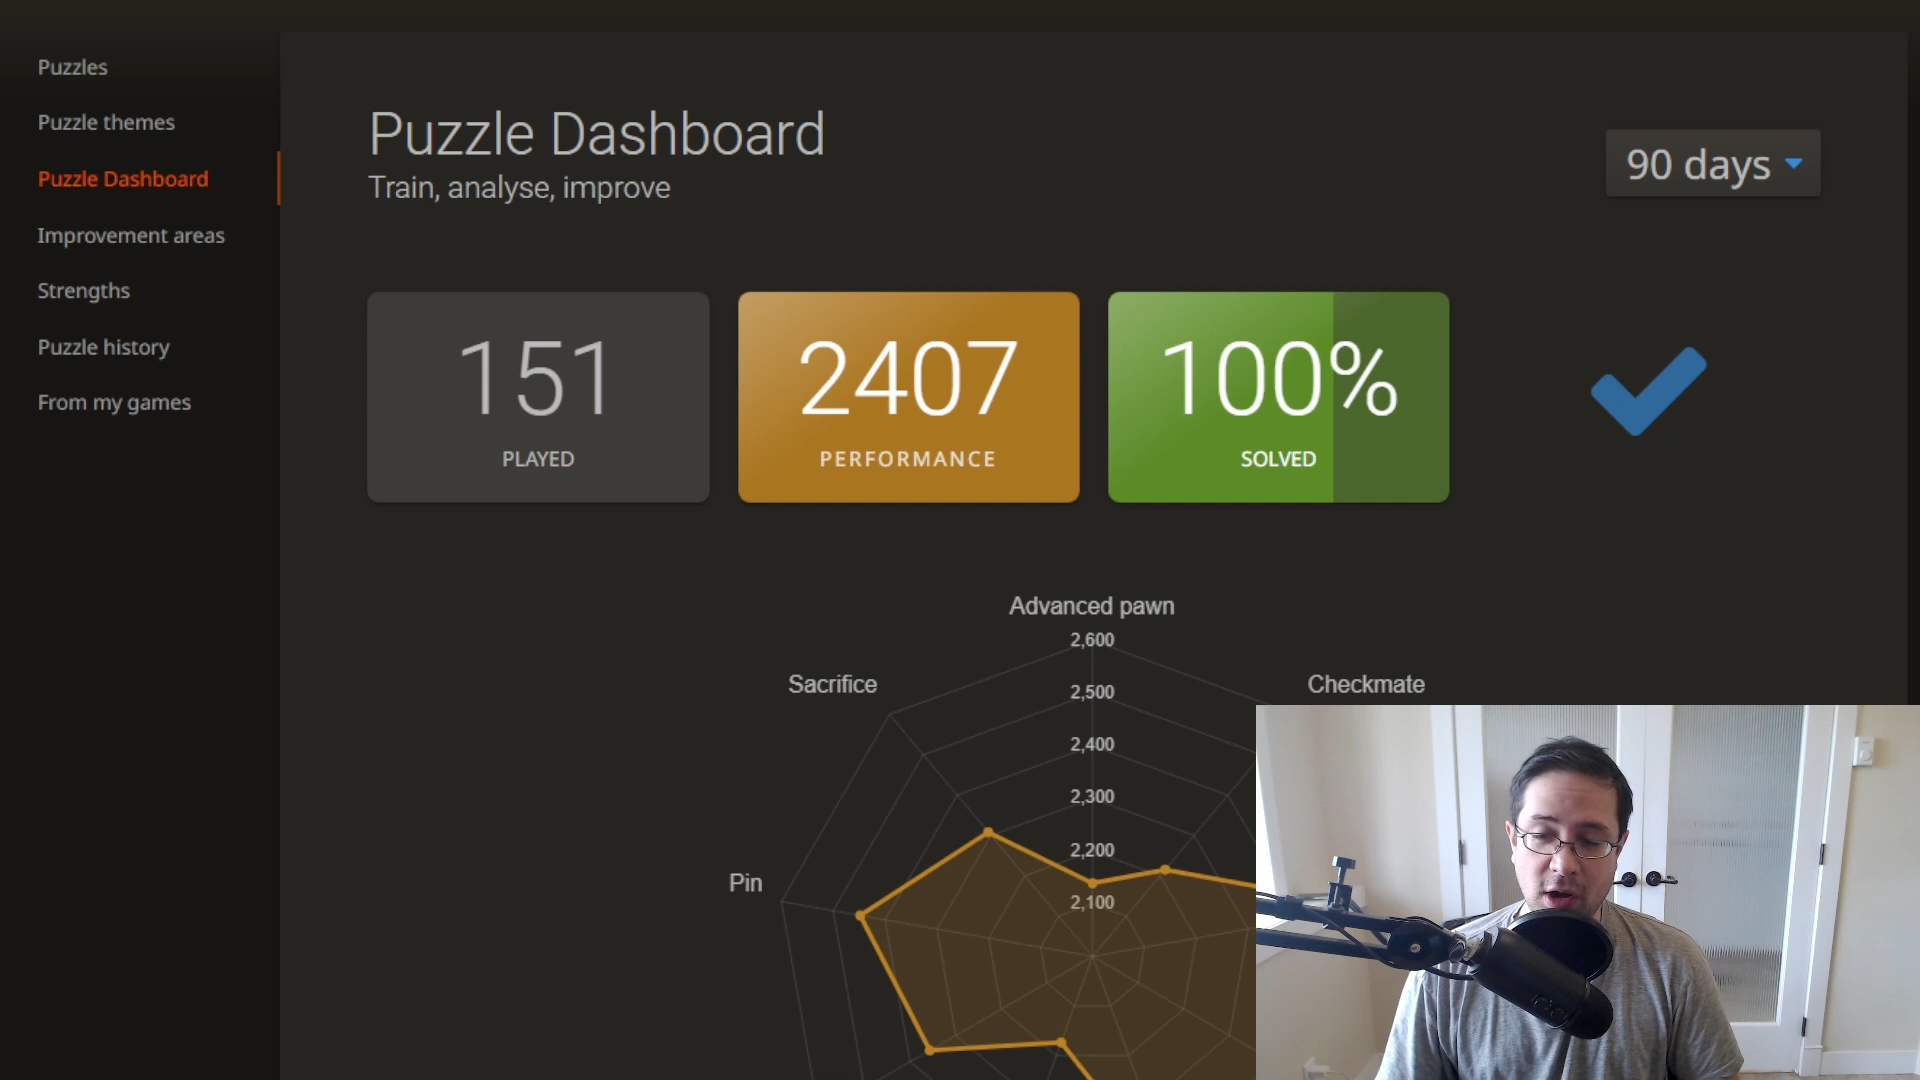 Puzzles
Puzzle themes
Puzzle Dashboard
Improvement areas
Strengths
Puzzle history
From my games
Puzzle Dashboard
Train, analyse, improve
90 days
151
PLAYED
2407
PERFORMANCE
100%
SOLVED
Advanced pawn
2,600
Sacrifice
Checkmate
2,500
2,400
2,300
2,200
Pin
2,100